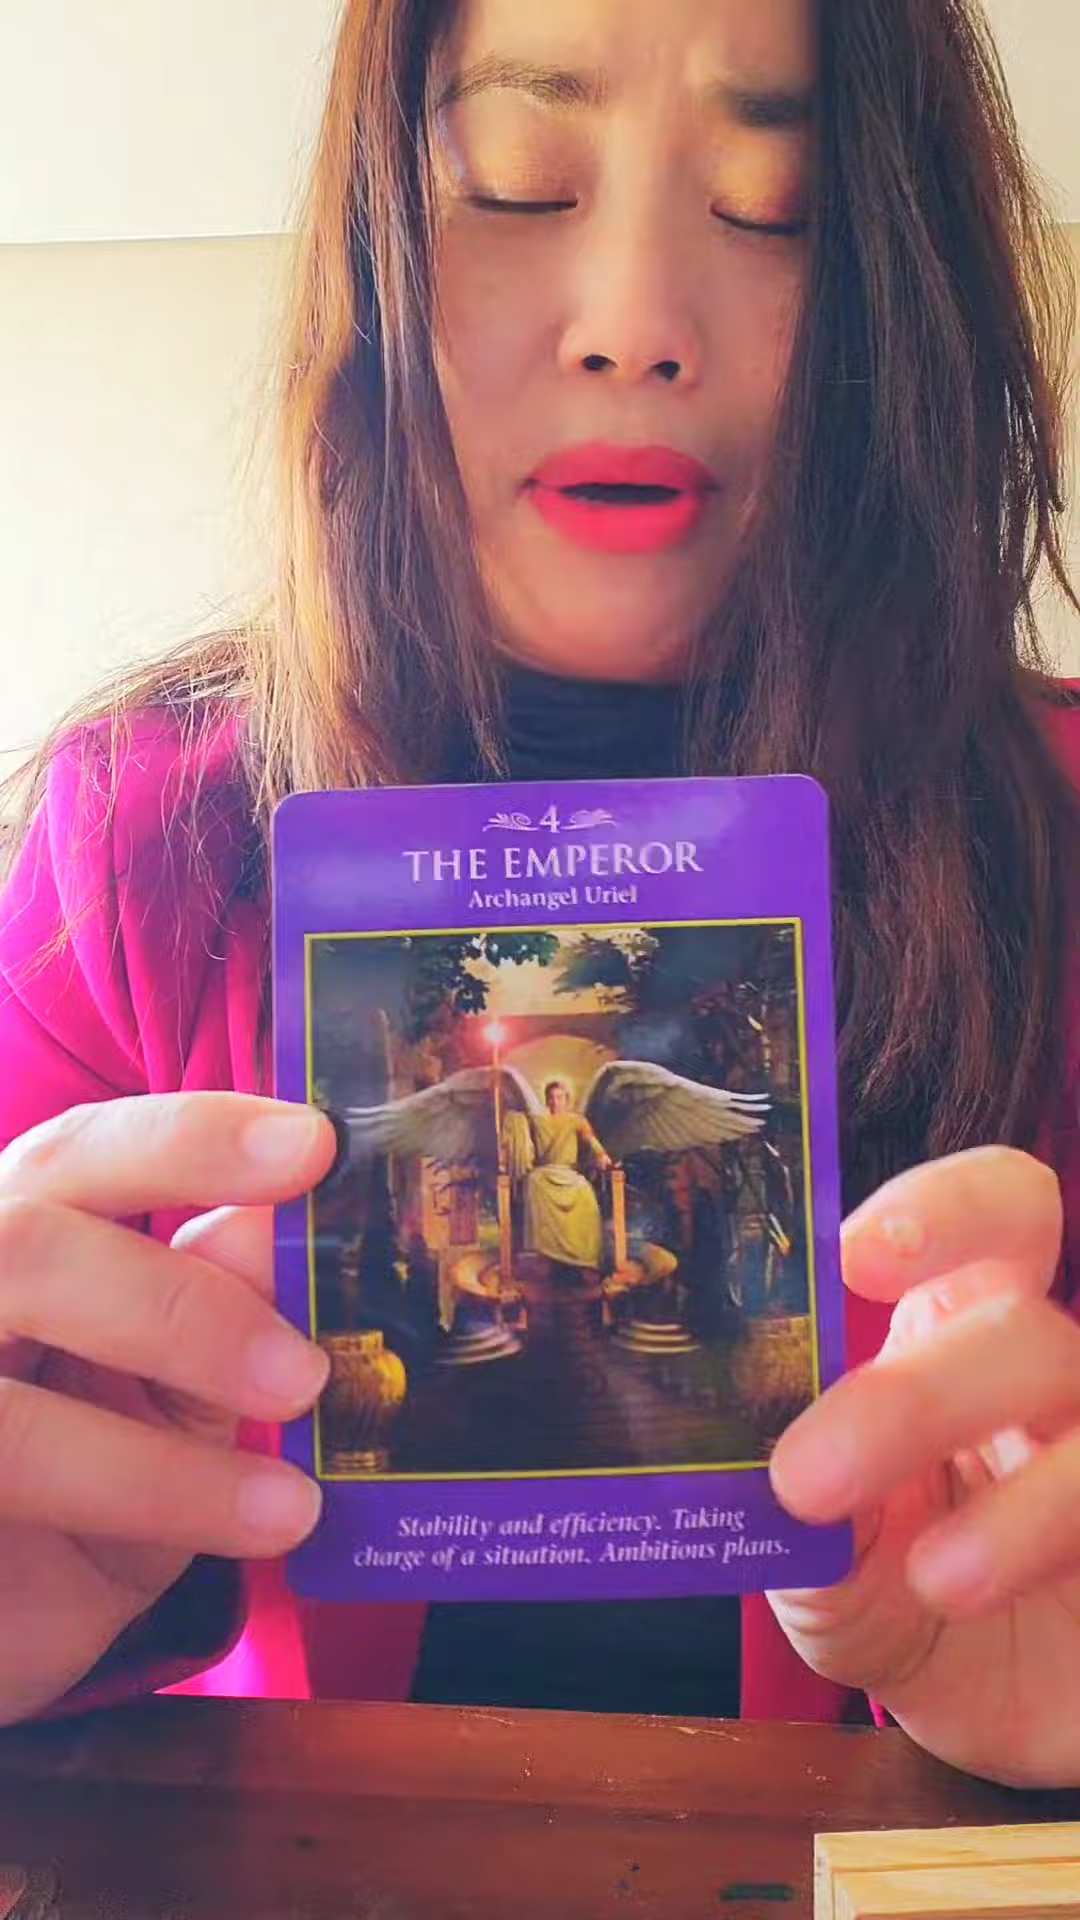 4
THE EMPEROR
Archangel Uriel
Stability and efficiency. Taking
charge of a situation. Ambitious plans.